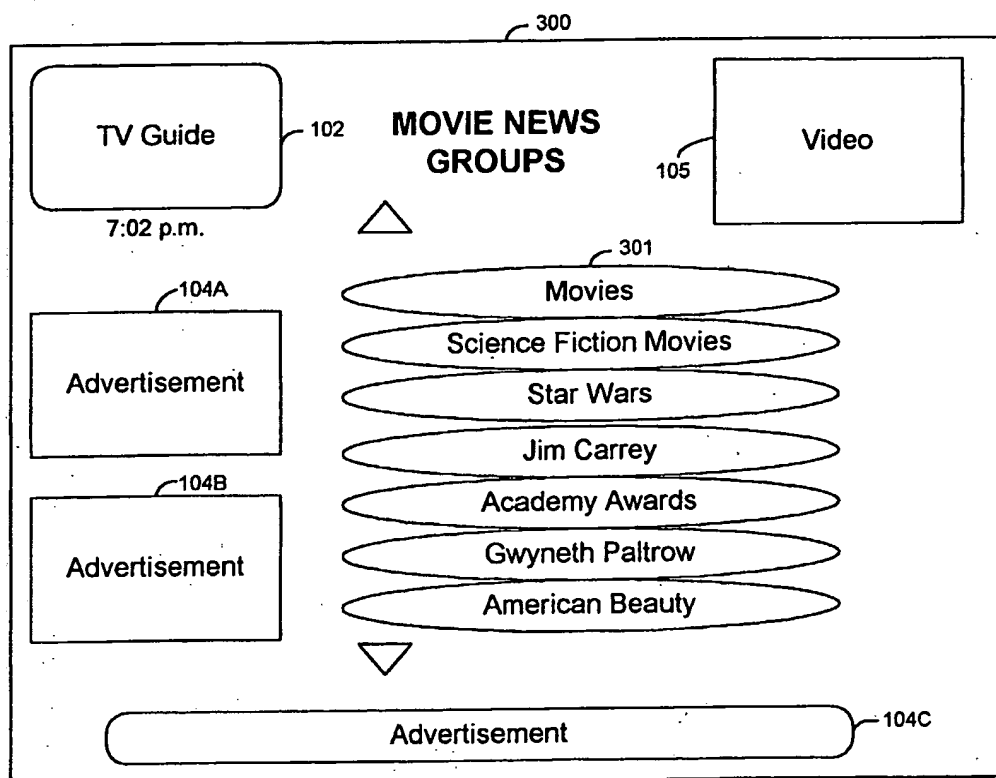 300
TV Guide
102
MOVIE NEWS
GROUPS
105
Video
7:02 p.m.
301
Movies
Science Fiction Movies
Star Wars
Jim Carrey
Academy Awards
Gwyneth Paltrow
American Beauty
104A
Advertisement
104B
Advertisement
Advertisement
104C